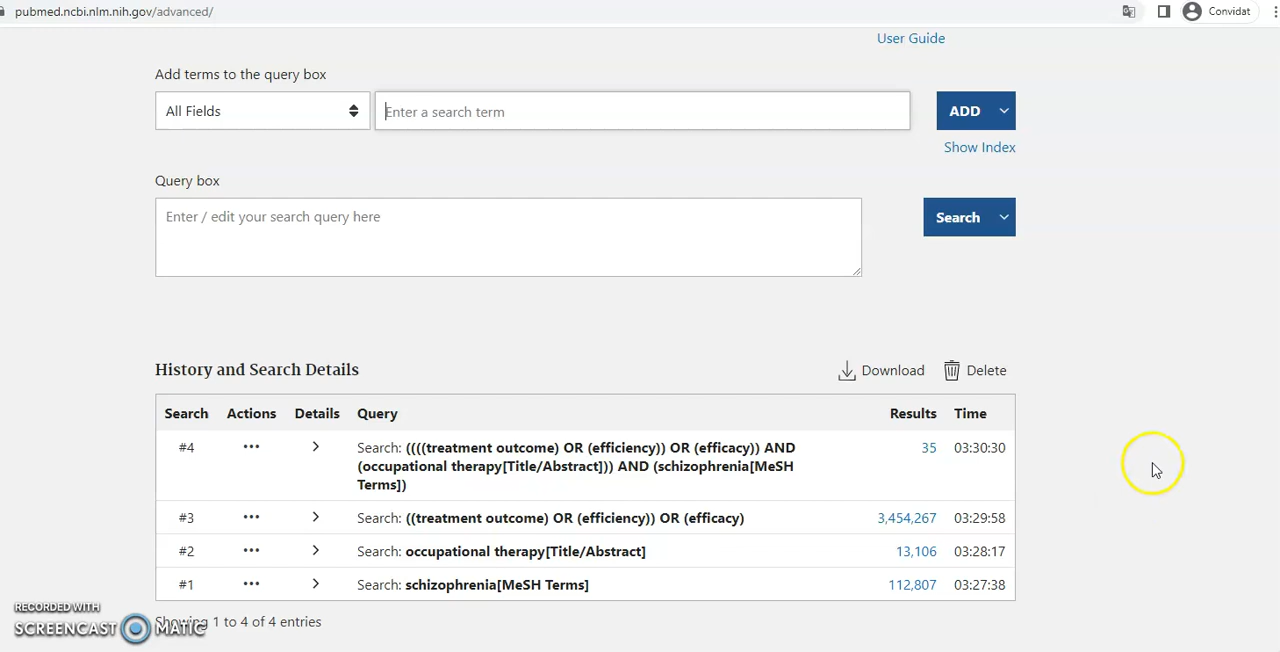 pubmed.ncbi.nlm.nih.gov/advanced/
Convidat
User Guide
Add terms to the query box
All Fields
Enter a search term
ADD
Show Index
Query box
Enter / edit your search query here
Search
History and Search Details
Download
Delete
Search Actions Details Query Results Time
#4 Search: ((((treatment outcome) OR (efficiency)) OR (efficacy)) AND 35 03:30:30
(occupational therapy[Title/Abstract])) AND (schizophrenia[MeSH
Terms])
#3 Search: ((treatment outcome) OR (efficiency)) OR (efficacy) 3,454,267 03:29:58
#2 Search: occupational therapy[Title/Abstract] 13,106 03:28:17
#1 Search: schizophrenia[MeSH Terms] 112,807 03:27:38
Showing 1 to 4 of 4 entries
RECORDED WITH
SCREENCAST MATIC